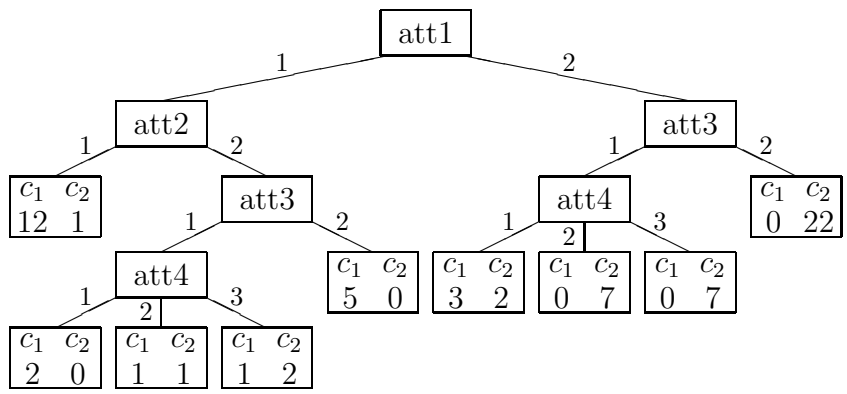 att1
1 2
att2 att3
1 2 1 2
c₁ c₂ c₁ c₂
12 1 att3 att4 0 22
1 2 1 2 3
att4 c₁ c₂ c₁ c₂ c₁ c₂ c₁ c₂
5 0 3 2 0 7 0 7
1 2 3
c₁ c₂ c₁ c₂ c₁ c₂
2 0 1 1 1 2